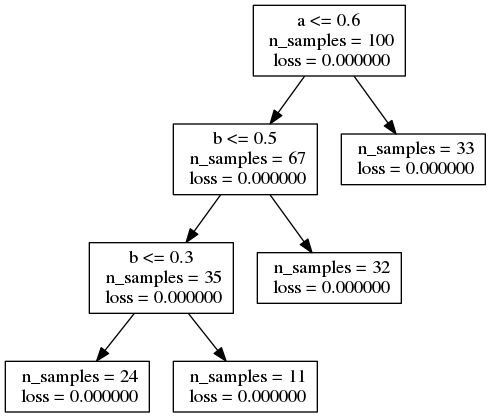 a <= 0.6
n_samples = 100
loss = 0.000000
b <= 0.5
n_samples = 67
loss = 0.000000
n_samples = 33
loss = 0.000000
b <= 0.3
n_samples = 35
loss = 0.000000
n_samples = 32
loss = 0.000000
n_samples = 24
loss = 0.000000
n_samples = 11
loss = 0.000000